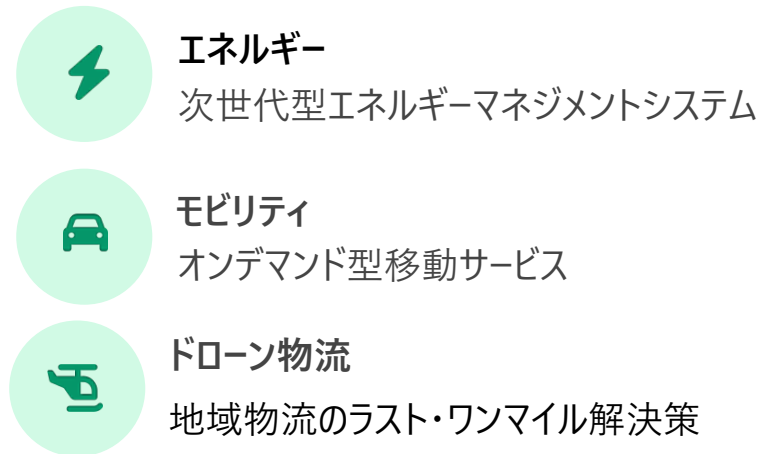 エネルギー
次世代型エネルギーマネジメントシステム
モビリティ
オンデマンド型移動サービス
ドローン物流
地域物流のラスト・ワンマイル解決策